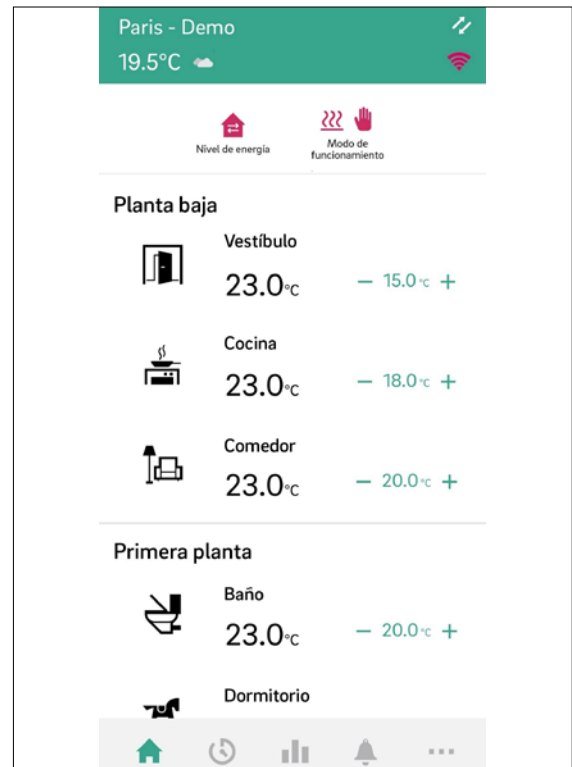 Paris - Demo
19.5°C
Nivel de energía
Modo de
funcionamiento
Planta baja
Vestíbulo
23.0°C
− 15.0°C +
Cocina
23.0°C
− 18.0°C +
Comedor
23.0°C
− 20.0°C +
Primera planta
Baño
23.0°C
− 20.0°C +
Dormitorio